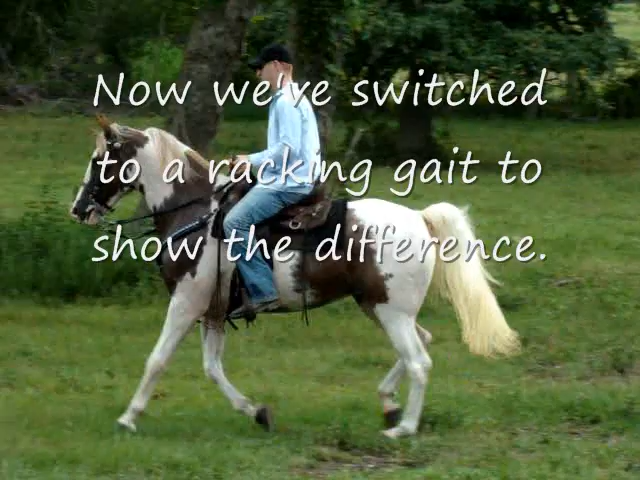 Now we've switched
to a racking gait to
show the difference.